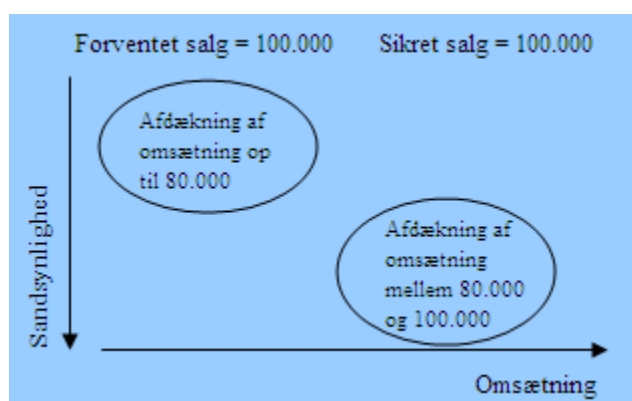 Forventet salg = 100.000 Sikret salg = 100.000
Afdækning af
omsætning op
til 80.000
Sandsynlighed
Afdækning af
omsætning
mellem 80.000
og 100.000
Omsætning